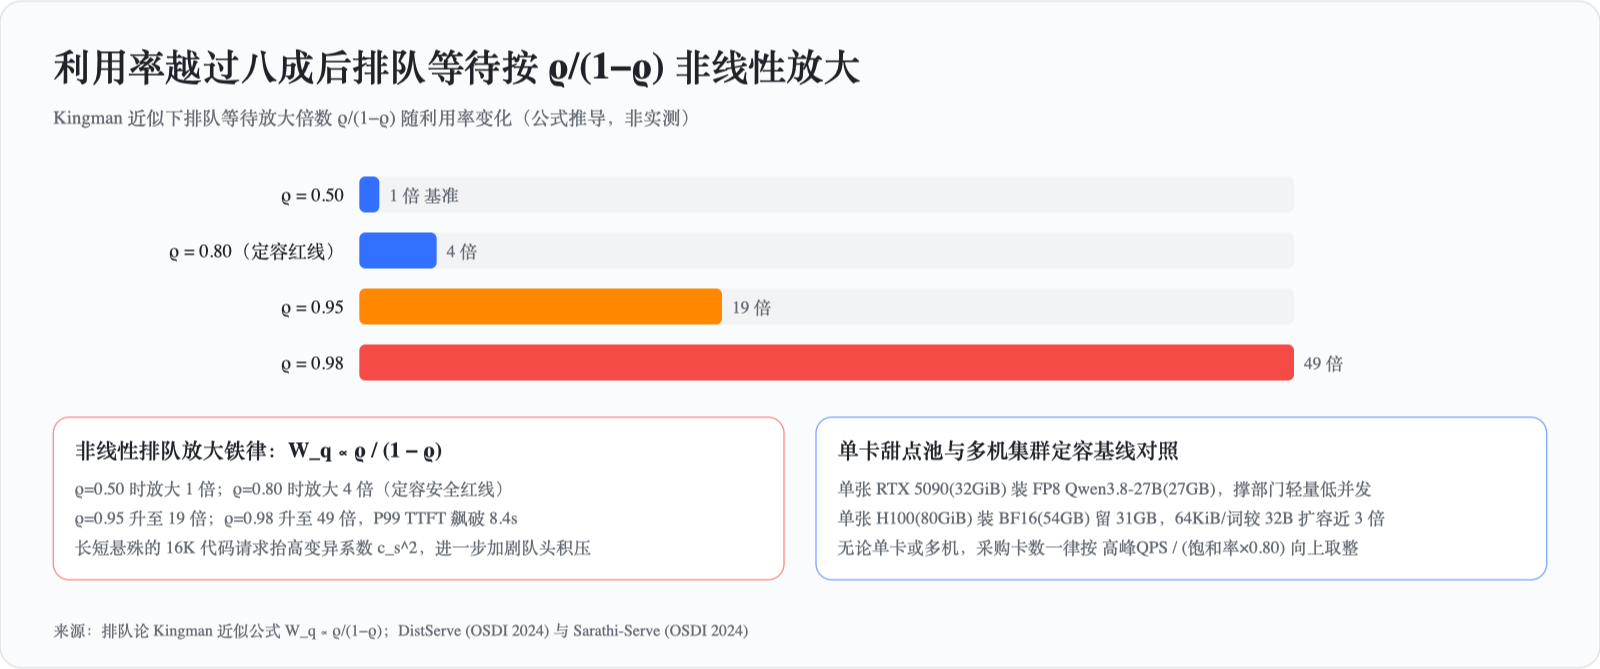 利用率越过八成后排队等待按 ϱ/(1−ϱ) 非线性放大
Kingman 近似下排队等待放大倍数 ϱ/(1−ϱ) 随利用率变化（公式推导，非实测）
ϱ = 0.50
1 倍 基准
ϱ = 0.80（定容红线）
4 倍
ϱ = 0.95
19 倍
ϱ = 0.98
49 倍
非线性排队放大铁律：W_q ∝ ϱ / (1 − ϱ)
ϱ=0.50 时放大 1 倍；ϱ=0.80 时放大 4 倍（定容安全红线）
ϱ=0.95 升至 19 倍；ϱ=0.98 升至 49 倍，P99 TTFT 飙破 8.4s
长短悬殊的 16K 代码请求抬高变异系数 c_s^2，进一步加剧队头积压
单卡甜点池与多机集群定容基线对照
单张 RTX 5090(32GiB) 装 FP8 Qwen3.8-27B(27GB)，撑部门轻量低并发
单张 H100(80GiB) 装 BF16(54GB) 留 31GB，64KiB/词较 32B 扩容近 3 倍
无论单卡或多机，采购卡数一律按 高峰QPS / (饱和率×0.80) 向上取整
来源：排队论 Kingman 近似公式 W_q ∝ ϱ/(1−ϱ)；DistServe (OSDI 2024) 与 Sarathi-Serve (OSDI 2024)